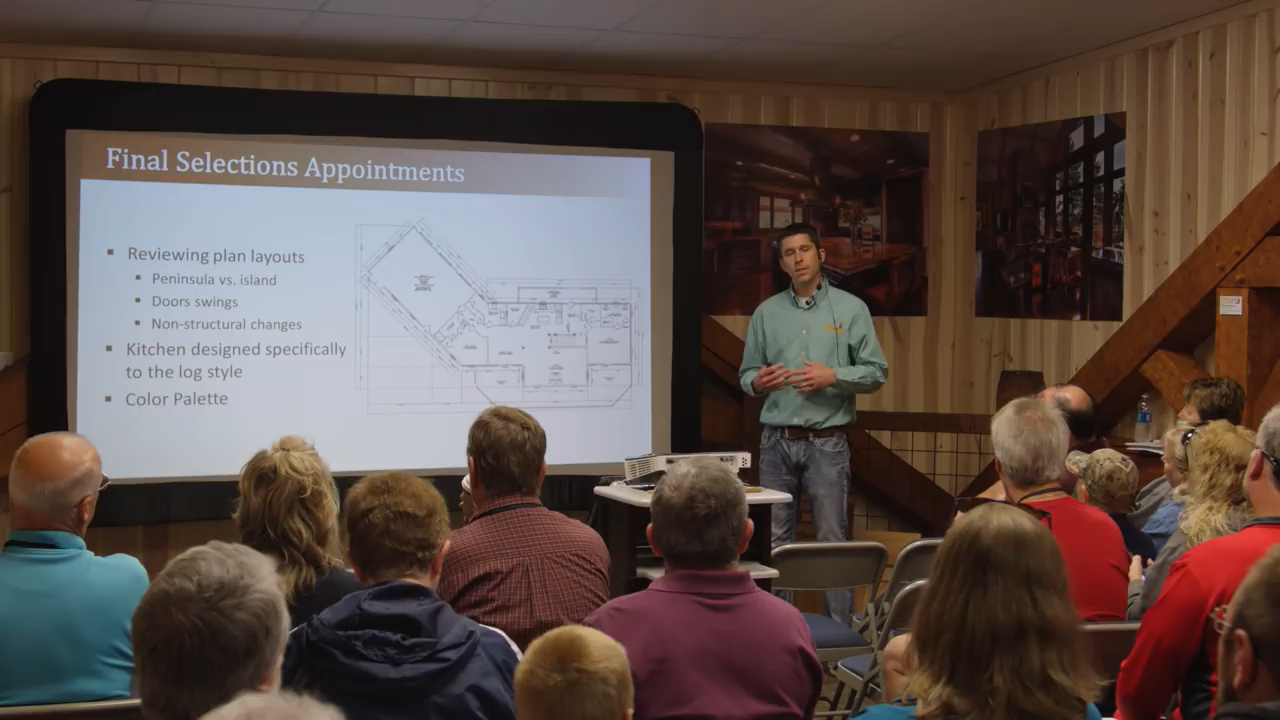 Final Selections Appointments
Reviewing plan layouts
Peninsula vs. island
Doors swings
Non-structural changes
Kitchen designed specifically
to the log style
Color Palette